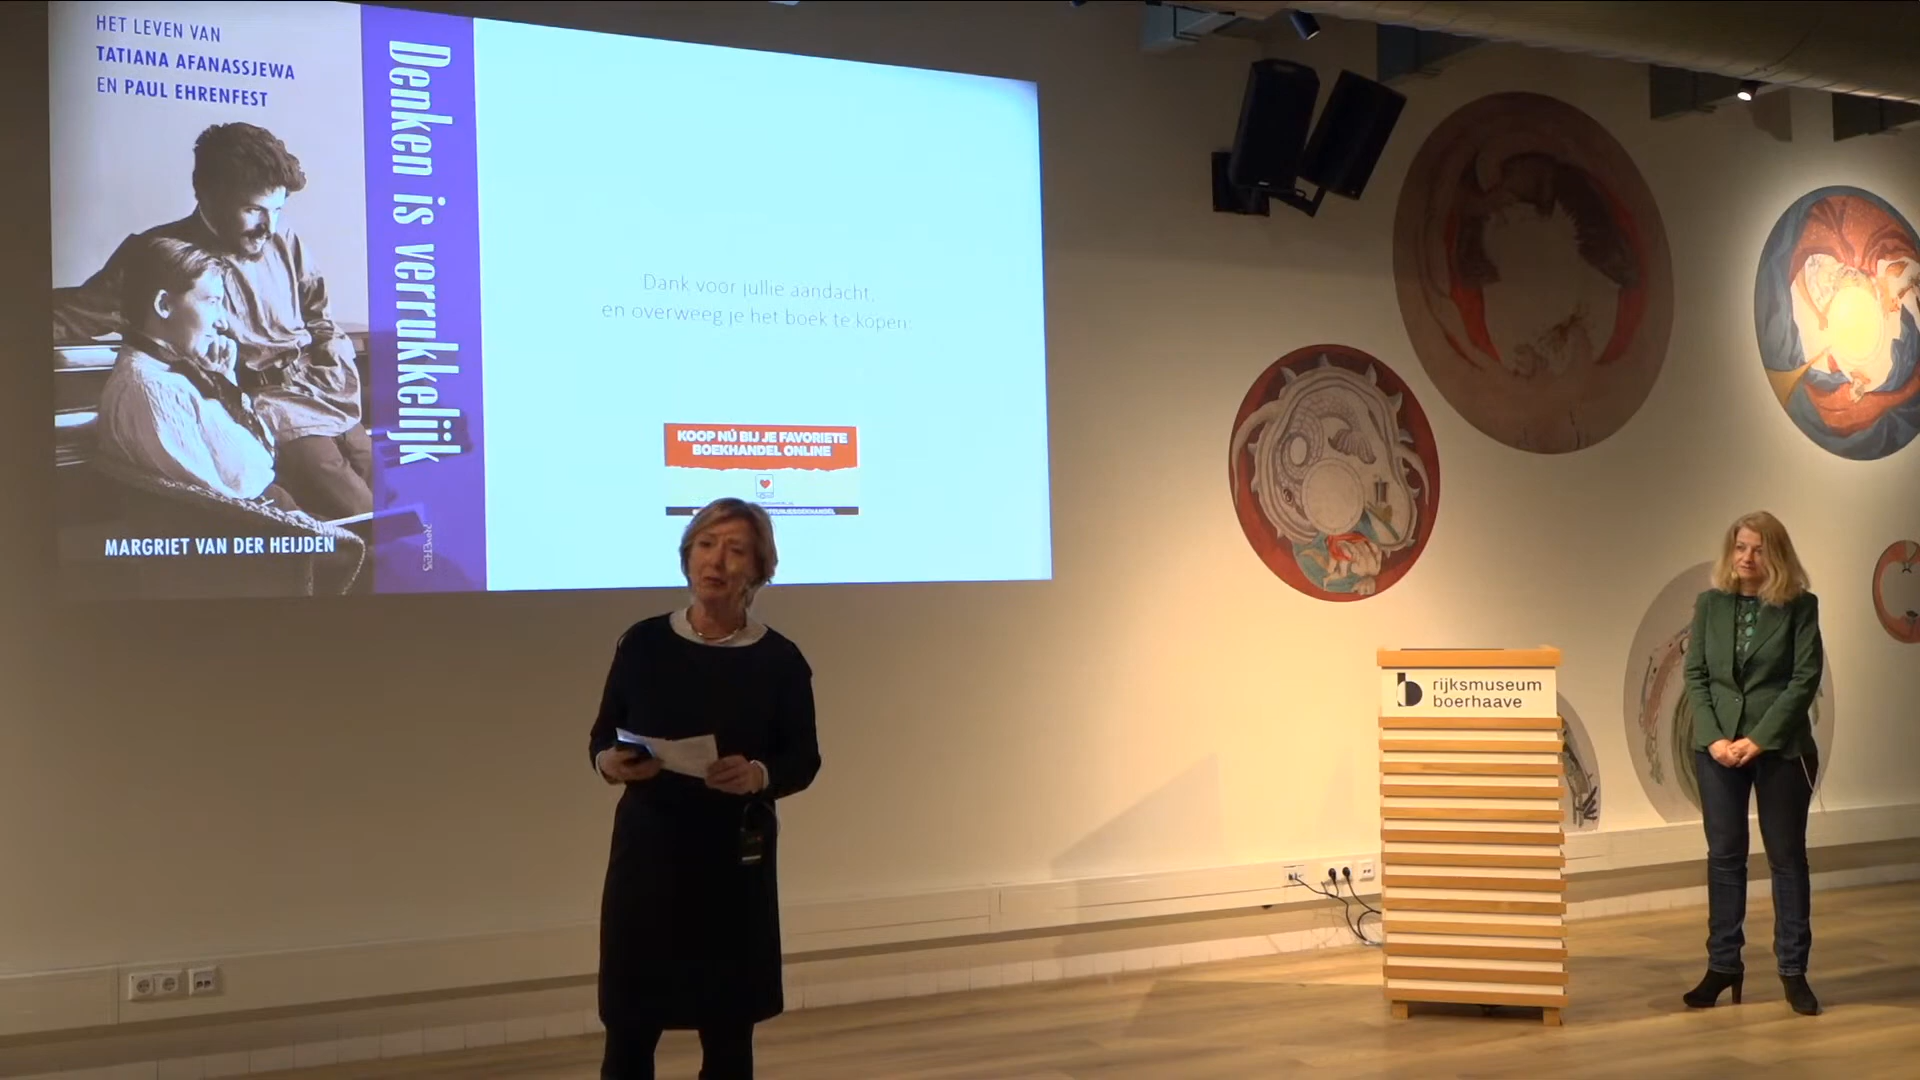 HET LEVEN VAN
TATIANA AFANASSJEWA
EN PAUL EHRENFEST
Denken is verrukkelijk
MARGRIET VAN DER HEIJDEN
Dank voor jullie aandacht,
en overweeg je het boek te kopen:
KOOP NÚ BIJ JE FAVORIETE
BOEKHANDEL ONLINE
rijksmuseum
boerhaave